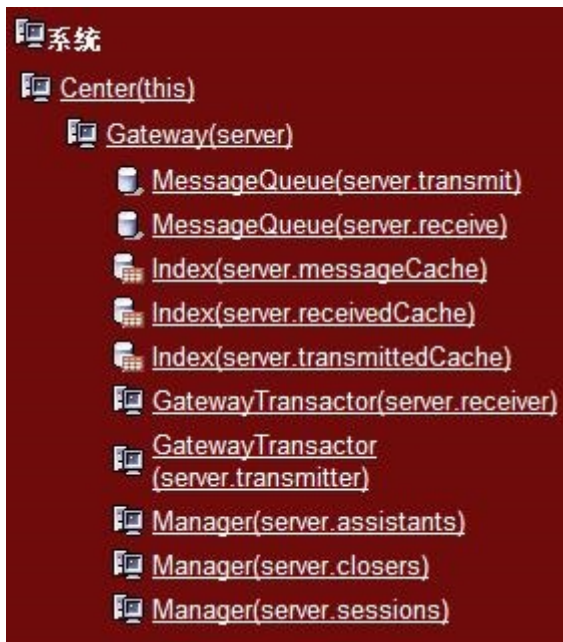 系统
Center(this)
Gateway(server)
MessageQueue(server.transmit)
MessageQueue(server.receive)
Index(server.messageCache)
Index(server.receivedCache)
Index(server.transmittedCache)
GatewayTransactor(server.receiver)
GatewayTransactor
(server.transmitter)
Manager(server.assistants)
Manager(server.closers)
Manager(server.sessions)